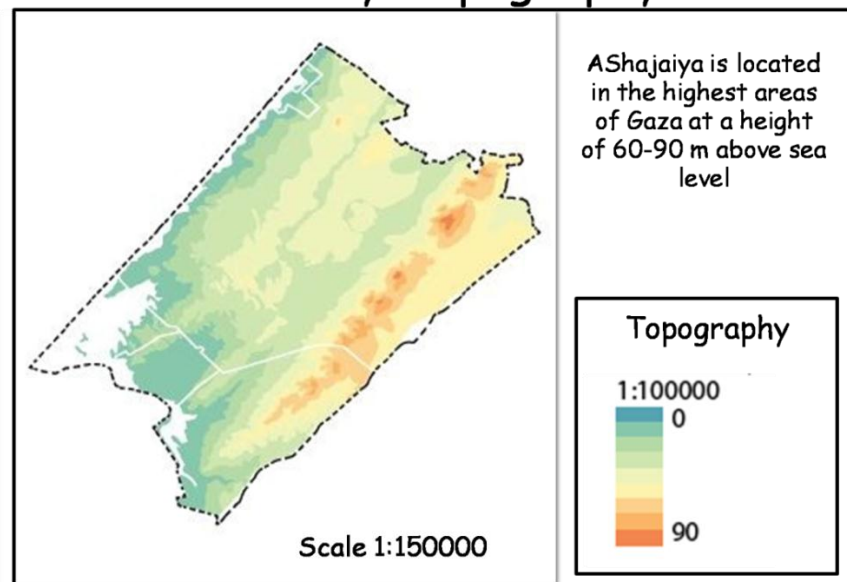 AShajaiya is located
in the highest areas
of Gaza at a height
of 60-90 m above sea
level
Topography
1:100000
0
90
Scale 1:150000